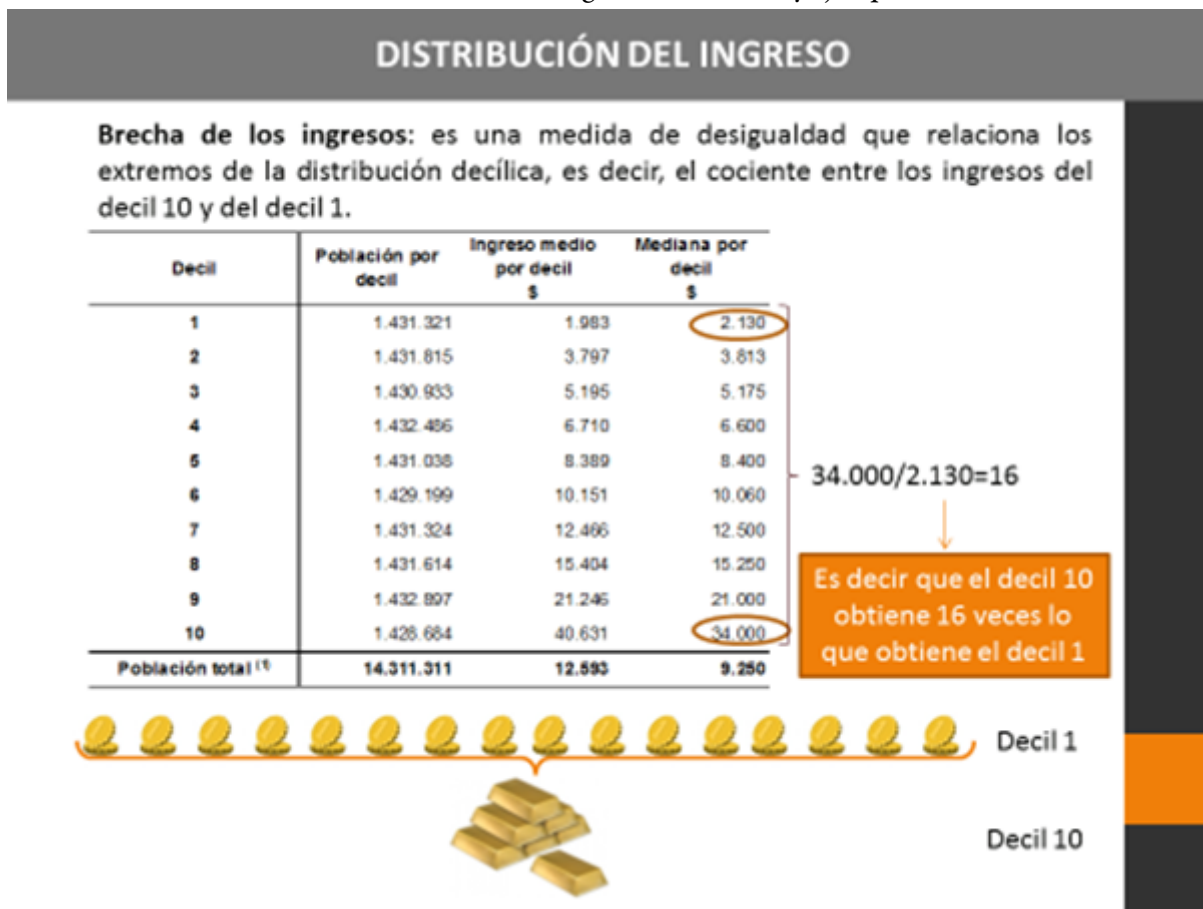 DISTRIBUCIÓN DEL INGRESO
Brecha de los ingresos: es una medida de desigualdad que relaciona los
extremos de la distribución decílica, es decir, el cociente entre los ingresos del
decil 10 y del decil 1.
Decil Población por decil Ingreso medio por decil $ Mediana por decil $
1 1.431.321 1.983 2.130
2 1.431.815 3.797 3.813
3 1.430.933 5.195 5.175
4 1.432.486 6.710 6.600
5 1.431.038 8.389 8.400
6 1.429.199 10.151 10.060
7 1.431.324 12.466 12.500
8 1.431.614 15.404 15.250
9 1.432.897 21.246 21.000
10 1.428.684 40.631 34.000
Población total (1) 14.311.311 12.593 9.250
34.000/2.130=16
Es decir que el decil 10
obtiene 16 veces lo
que obtiene el decil 1
Decil 1
Decil 10